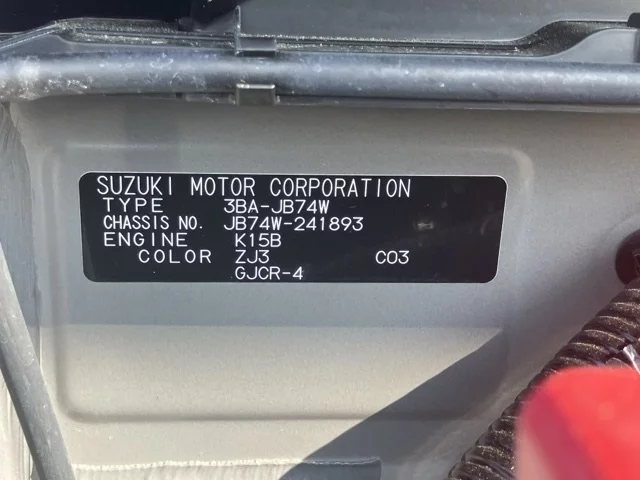 SUZUKI MOTOR CORPORATION
TYPE 3BA-JB74W
CHASSIS NO. JB74W-241893
ENGINE K15B
COLOR ZJ3 C03
GJCR-4